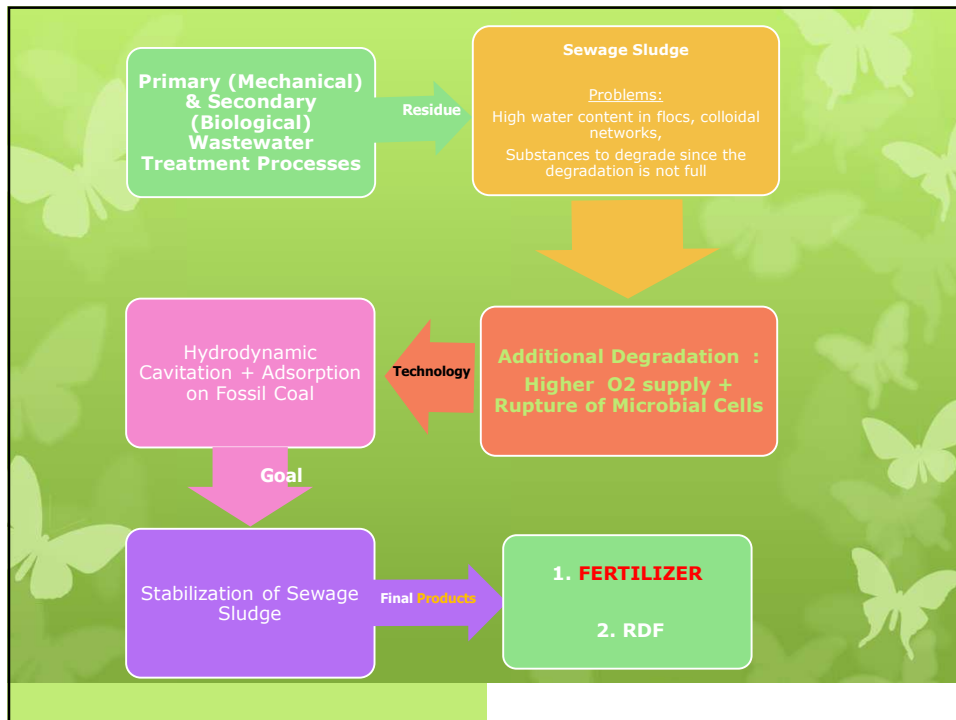 Primary (Mechanical)
& Secondary
(Biological)
Wastewater
Treatment Processes
Residue
Sewage Sludge
Problems:
High water content in flocs, colloidal
networks,
Substances to degrade since the
degradation is not full
Additional Degradation :
Higher O2 supply +
Rupture of Microbial Cells
Technology
Hydrodynamic
Cavitation + Adsorption
on Fossil Coal
Goal
Stabilization of Sewage
Sludge
Final Products
1. FERTILIZER
2. RDF